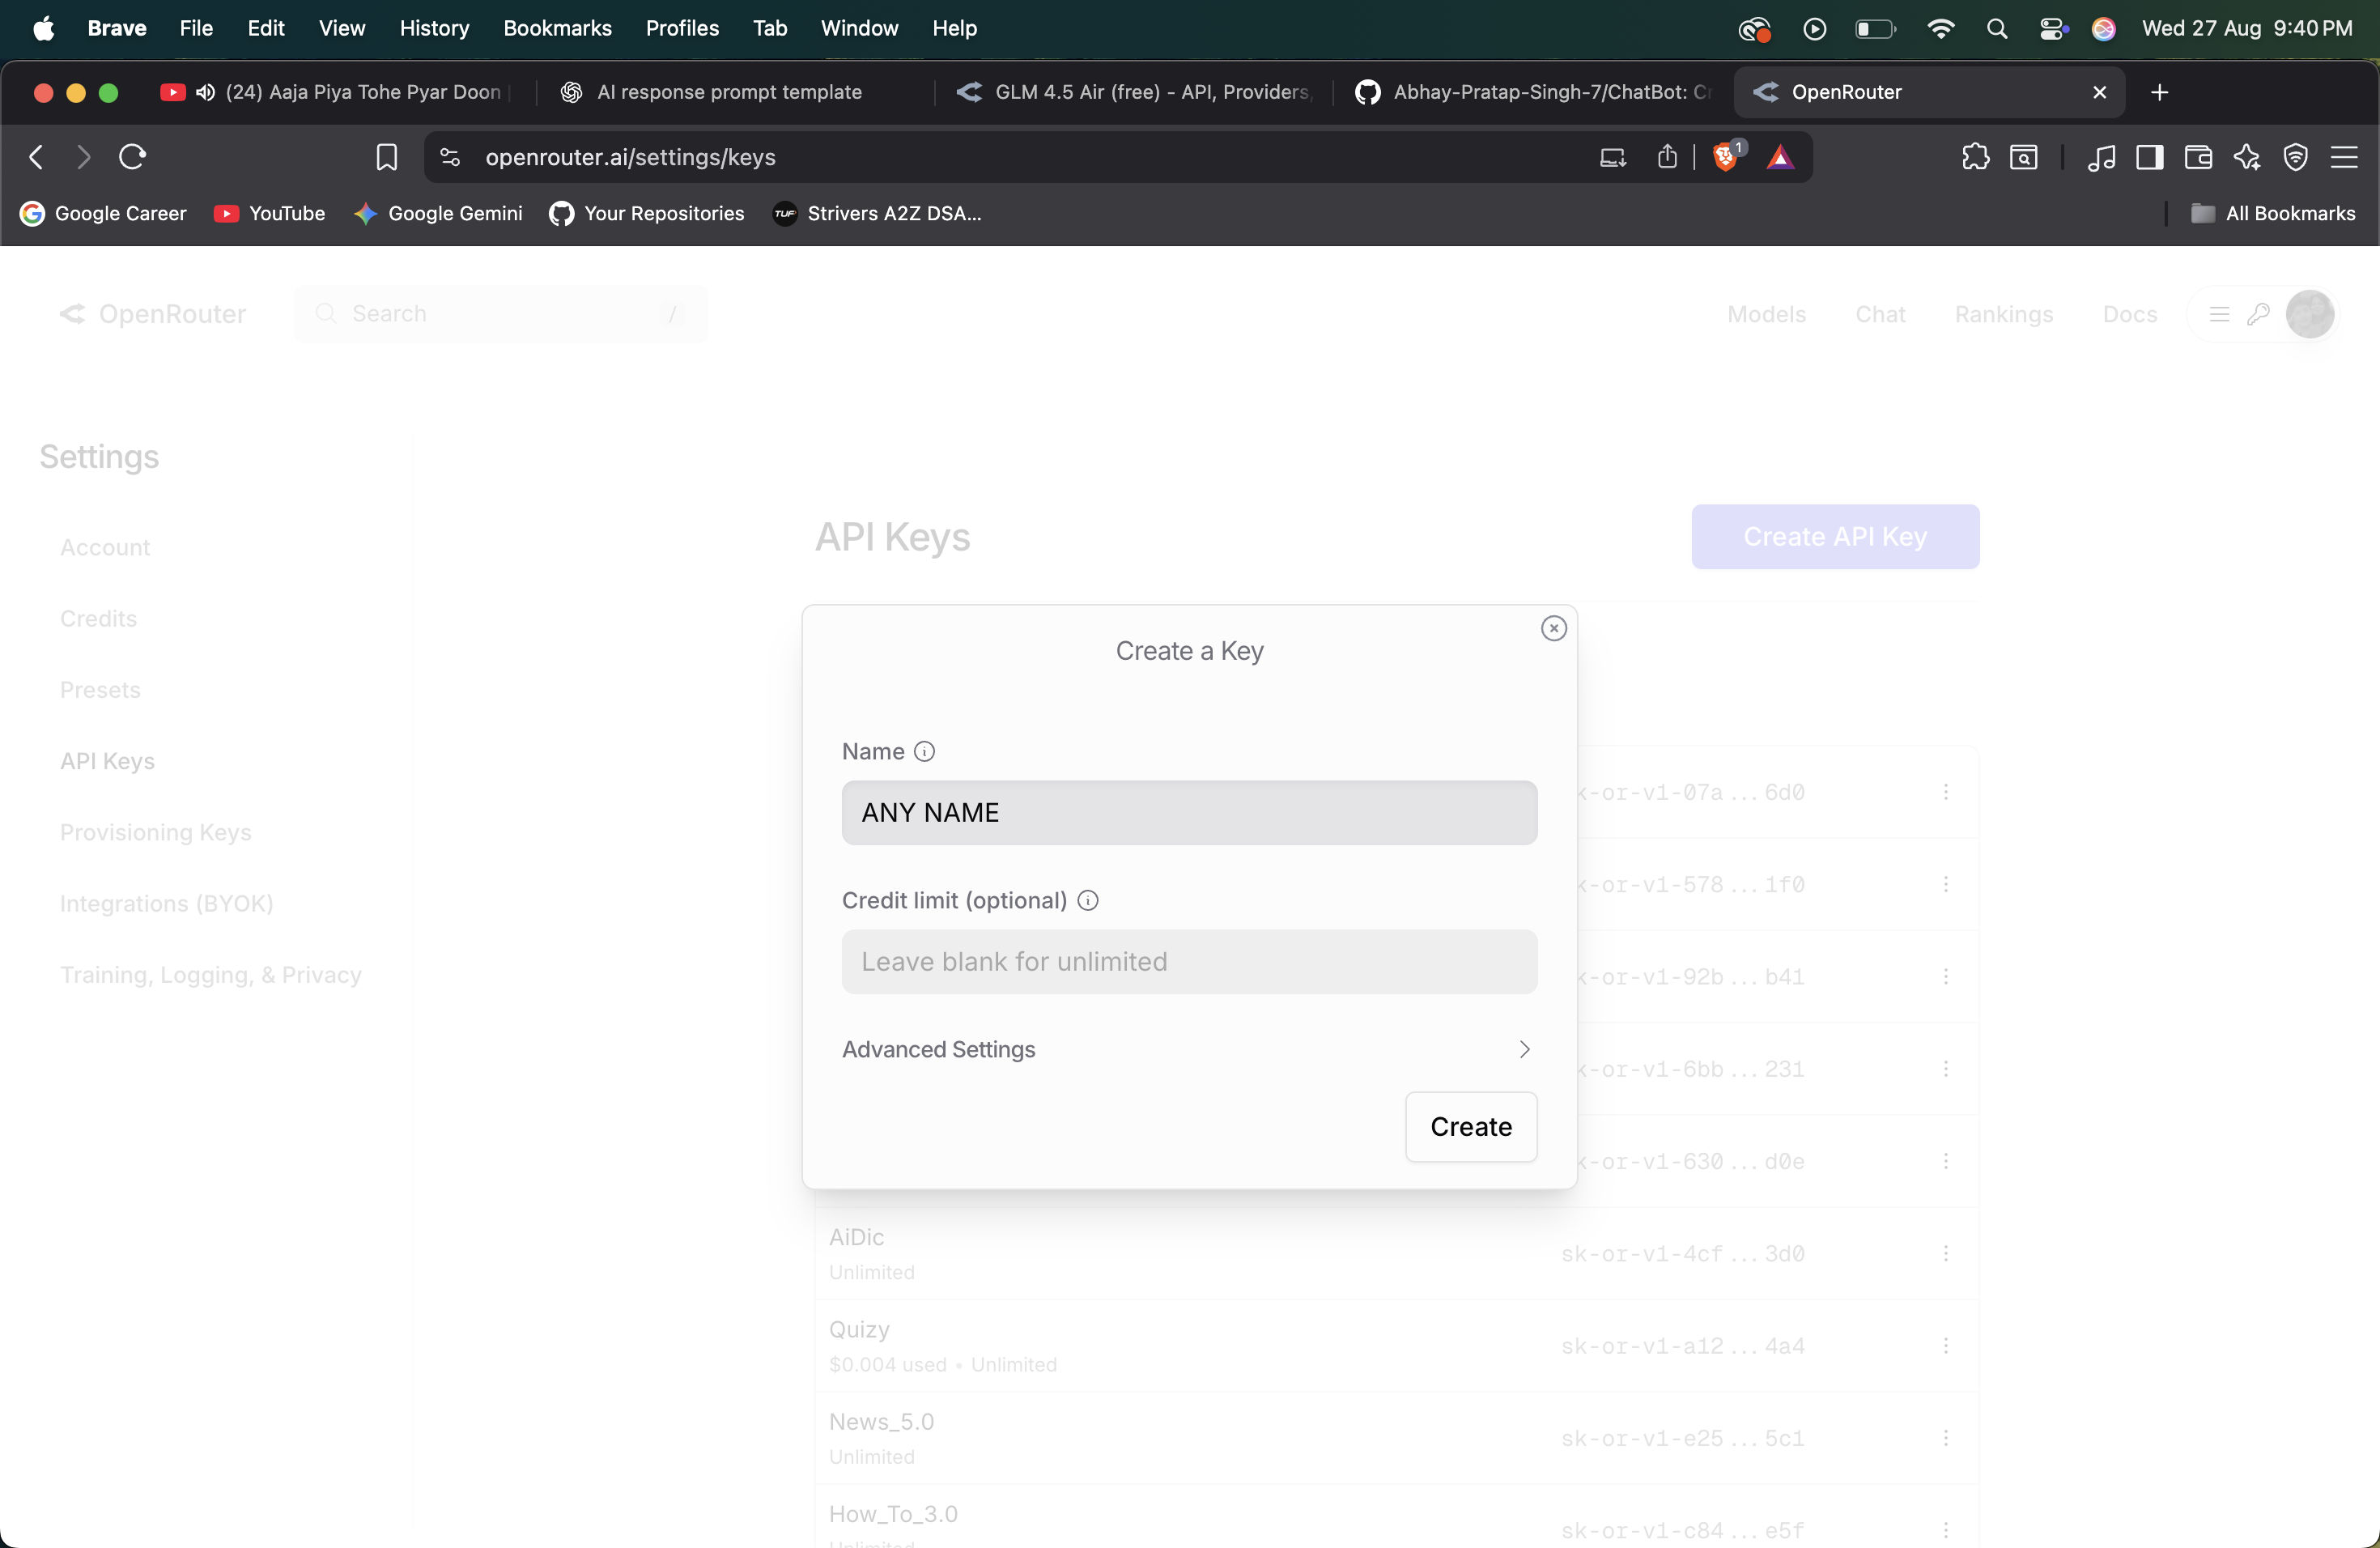 Brave File Edit View History Bookmarks Profiles Tab Window Help Wed 27 Aug 9:40 PM
(24) Aaja Piya Tohe Pyar Doon AI response prompt template GLM 4.5 Air (free) - API, Providers, Abhay-Pratap-Singh-7/ChatBot: Cr OpenRouter
openrouter.ai/settings/keys 1
Google Career YouTube Google Gemini Your Repositories TUF Strivers A2Z DSA... All Bookmarks
OpenRouter Search / Models Chat Rankings Docs
Settings
Account
Credits
Presets
API Keys
Provisioning Keys
Integrations (BYOK)
Training, Logging, & Privacy
API Keys Create API Key
Create a Key
Name
ANY NAME
Credit limit (optional)
Leave blank for unlimited
Advanced Settings
Create
k-or-v1-07a...6d0
k-or-v1-578...1f0
k-or-v1-92b...b41
k-or-v1-6bb...231
k-or-v1-630...d0e
AiDic
Unlimited
sk-or-v1-4cf...3d0
Quizy
$0.004 used • Unlimited
sk-or-v1-a12...4a4
News_5.0
Unlimited
sk-or-v1-e25...5c1
How_To_3.0
sk-or-v1-c84...e5f